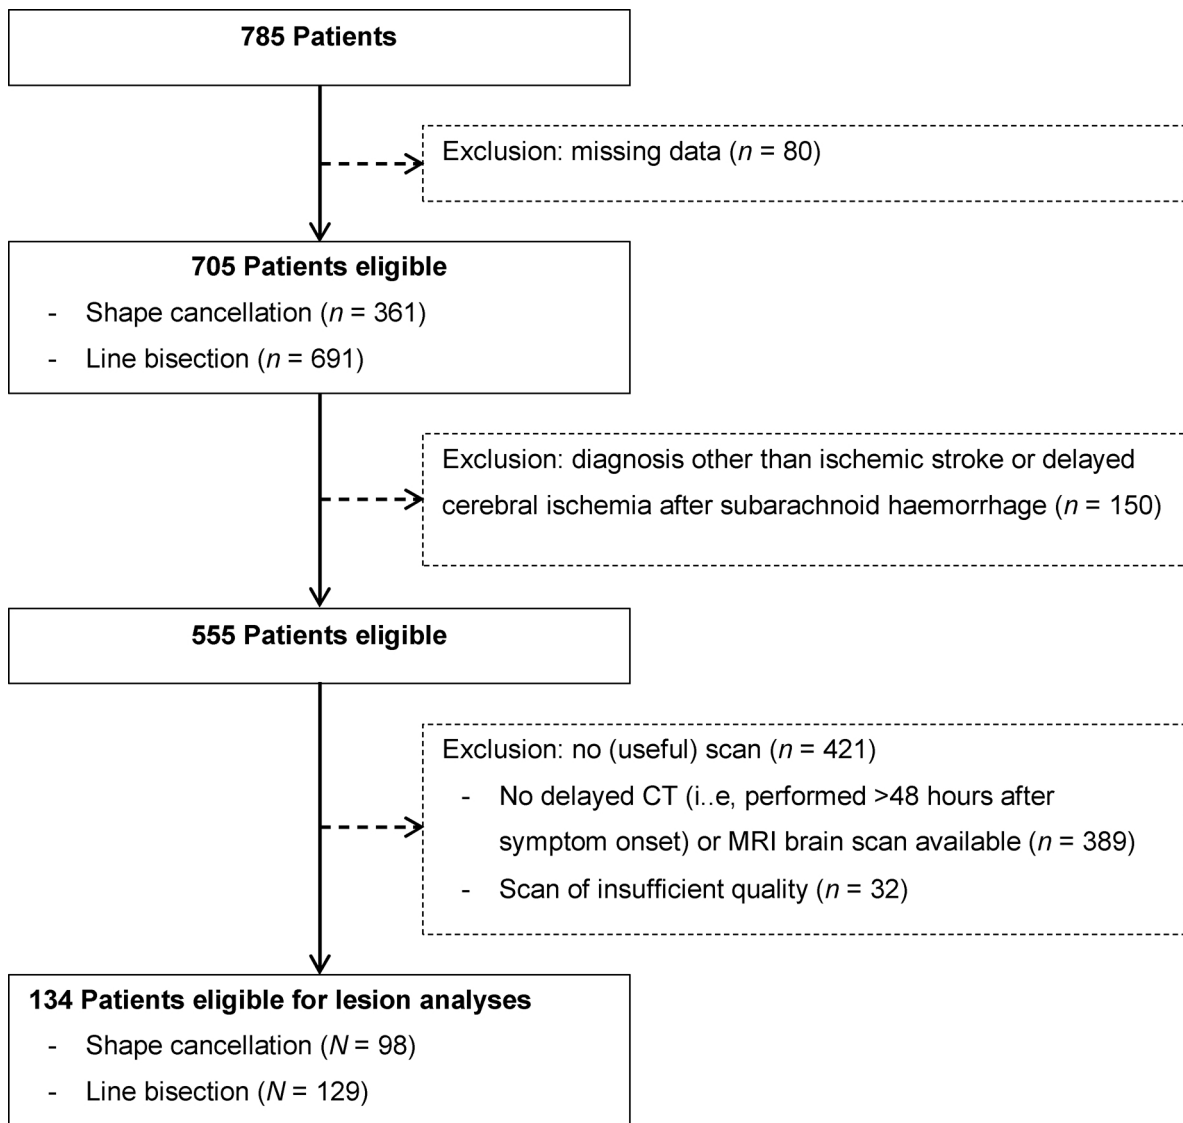 785 Patients
Exclusion: missing data (n = 80)
705 Patients eligible
- Shape cancellation (n = 361)
- Line bisection (n = 691)
Exclusion: diagnosis other than ischemic stroke or delayed
cerebral ischemia after subarachnoid haemorrhage (n = 150)
555 Patients eligible
Exclusion: no (useful) scan (n = 421)
- No delayed CT (i..e, performed >48 hours after
symptom onset) or MRI brain scan available (n = 389)
- Scan of insufficient quality (n = 32)
134 Patients eligible for lesion analyses
- Shape cancellation (N = 98)
- Line bisection (N = 129)